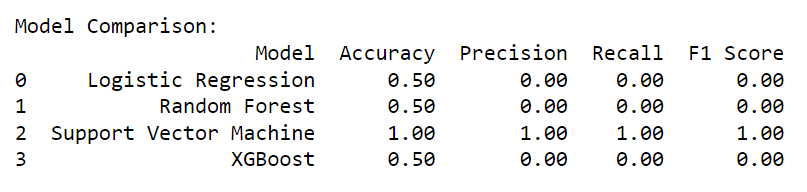 Model Comparison:
Model Accuracy Precision Recall F1 Score
0 Logistic Regression 0.50 0.00 0.00 0.00
1 Random Forest 0.50 0.00 0.00 0.00
2 Support Vector Machine 1.00 1.00 1.00 1.00
3 XGBoost 0.50 0.00 0.00 0.00